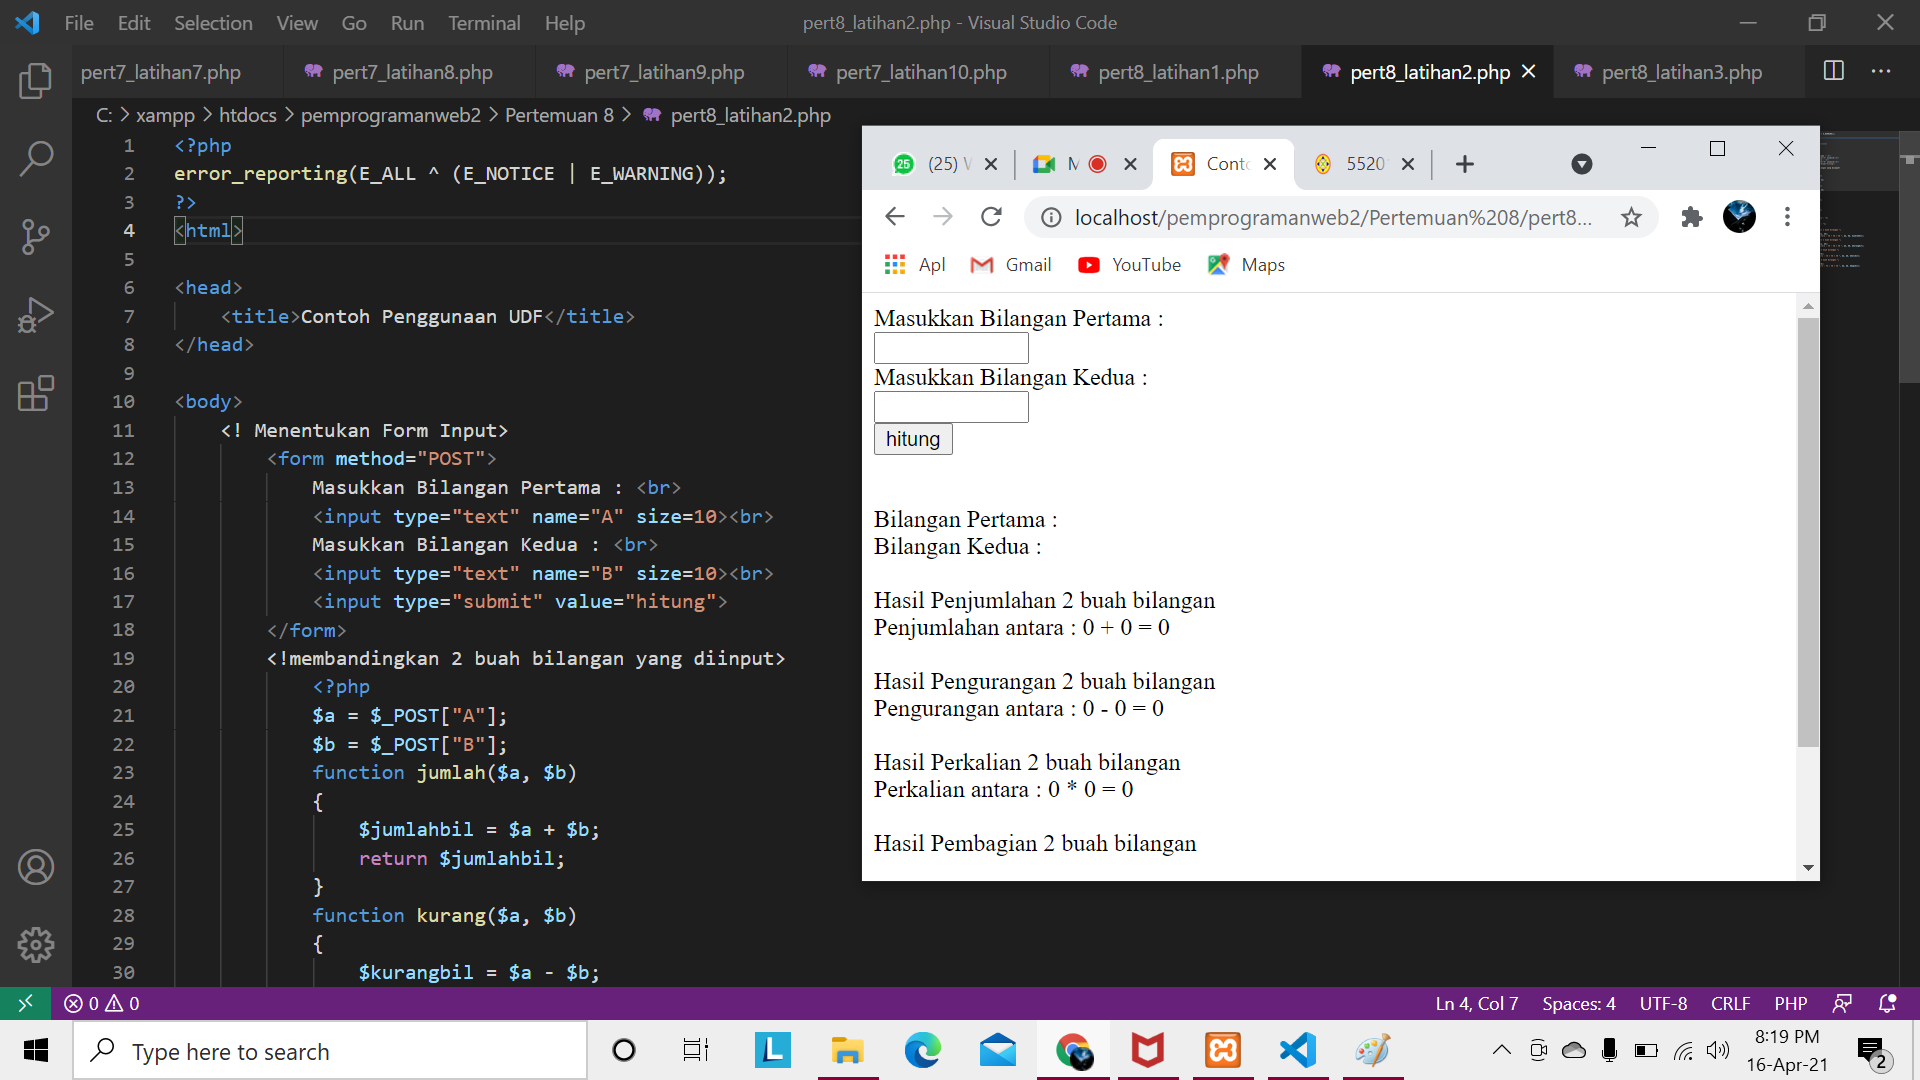 File Edit Selection View Go Run Terminal Help
pert8_latihan2.php - Visual Studio Code
pert7_latihan7.php pert7_latihan8.php pert7_latihan9.php pert7_latihan10.php pert8_latihan1.php pert8_latihan2.php pert8_latihan3.php
C: > xampp > htdocs > pemprogramanweb2 > Pertemuan 8 > pert8_latihan2.php
1 <?php
2 error_reporting(E_ALL ^ (E_NOTICE | E_WARNING));
3 ?>
4 <html>
5
6 <head>
7 <title>Contoh Penggunaan UDF</title>
8 </head>
9
10 <body>
11 <! Menentukan Form Input>
12 <form method="POST">
13 Masukkan Bilangan Pertama : <br>
14 <input type="text" name="A" size=10><br>
15 Masukkan Bilangan Kedua : <br>
16 <input type="text" name="B" size=10><br>
17 <input type="submit" value="hitung">
18 </form>
19 <!membandingkan 2 buah bilangan yang diinput>
20 <?php
21 $a = $_POST["A"];
22 $b = $_POST["B"];
23 function jumlah($a, $b)
24 {
25 $jumlahbil = $a + $b;
26 return $jumlahbil;
27 }
28 function kurang($a, $b)
29 {
30 $kurangbil = $a - $b;
25 (25) M Conto 5520
localhost/pemprogramanweb2/Pertemuan%208/pert8...
Apl Gmail YouTube Maps
Masukkan Bilangan Pertama :
Masukkan Bilangan Kedua :
hitung
Bilangan Pertama :
Bilangan Kedua :
Hasil Penjumlahan 2 buah bilangan
Penjumlahan antara : 0 + 0 = 0
Hasil Pengurangan 2 buah bilangan
Pengurangan antara : 0 - 0 = 0
Hasil Perkalian 2 buah bilangan
Perkalian antara : 0 * 0 = 0
Hasil Pembagian 2 buah bilangan
0 0
Ln 4, Col 7 Spaces: 4 UTF-8 CRLF PHP
Type here to search
L
8:19 PM
16-Apr-21
2